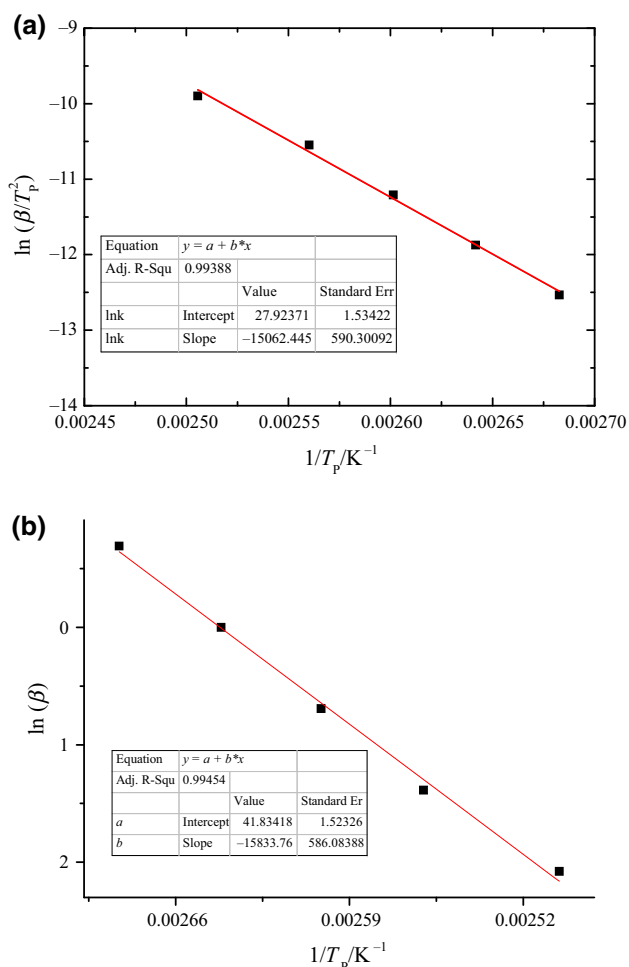 (a)
−9
−10
−11
−12
−13
−14
ln (β/T_P^2)
Equation y = a + b*x
Adj. R-Squ 0.99388
Value Standard Err
lnk Intercept 27.92371 1.53422
lnk Slope −15062.445 590.30092
0.00245 0.00250 0.00255 0.00260 0.00265 0.00270
1/T_P/K^−1
(b)
0
1
2
ln (β)
Equation y = a + b*x
Adj. R-Squ 0.99454
Value Standard Er
a Intercept 41.83418 1.52326
b Slope −15833.76 586.08388
0.00266 0.00259 0.00252
1/T_P/K^−1